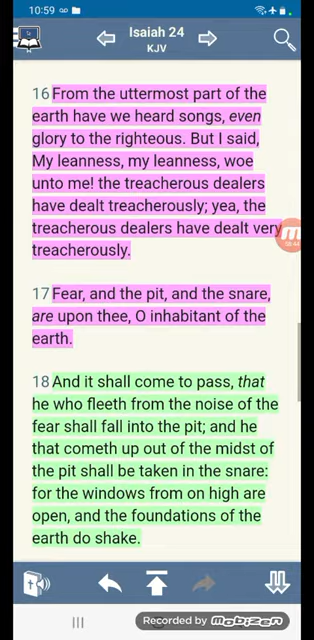 10:59
Isaiah 24
KJV
16 From the uttermost part of the
earth have we heard songs, even
glory to the righteous. But I said,
My leanness, my leanness, woe
unto me! the treacherous dealers
have dealt treacherously; yea, the
treacherous dealers have dealt very
treacherously.
08:44
17 Fear, and the pit, and the snare,
are upon thee, O inhabitant of the
earth.
18 And it shall come to pass, that
he who fleeth from the noise of the
fear shall fall into the pit; and he
that cometh up out of the midst of
the pit shall be taken in the snare:
for the windows from on high are
open, and the foundations of the
earth do shake.
Recorded by Mobizen